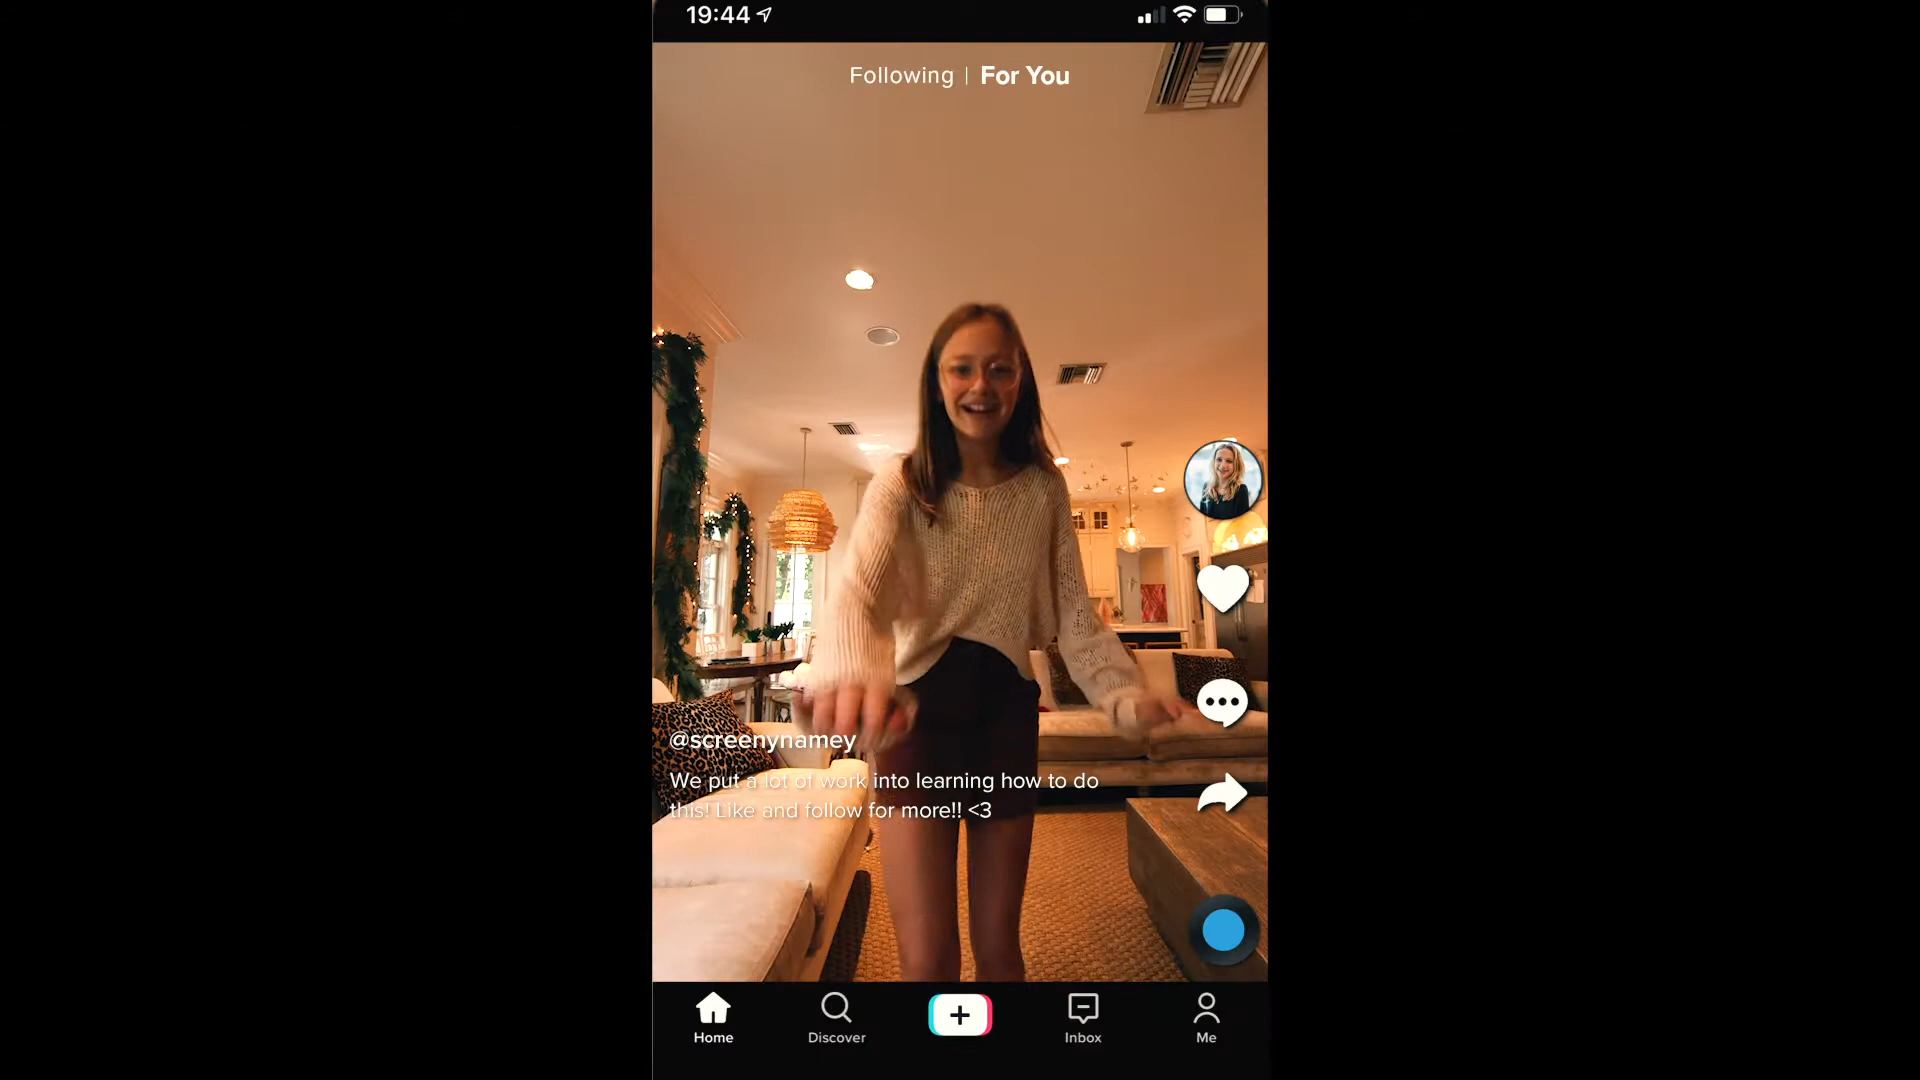 19:44
Following | For You
@screenynamey
We put a lot of work into learning how to do
this! Like and follow for more!! <3
Home
Discover
Inbox
Me